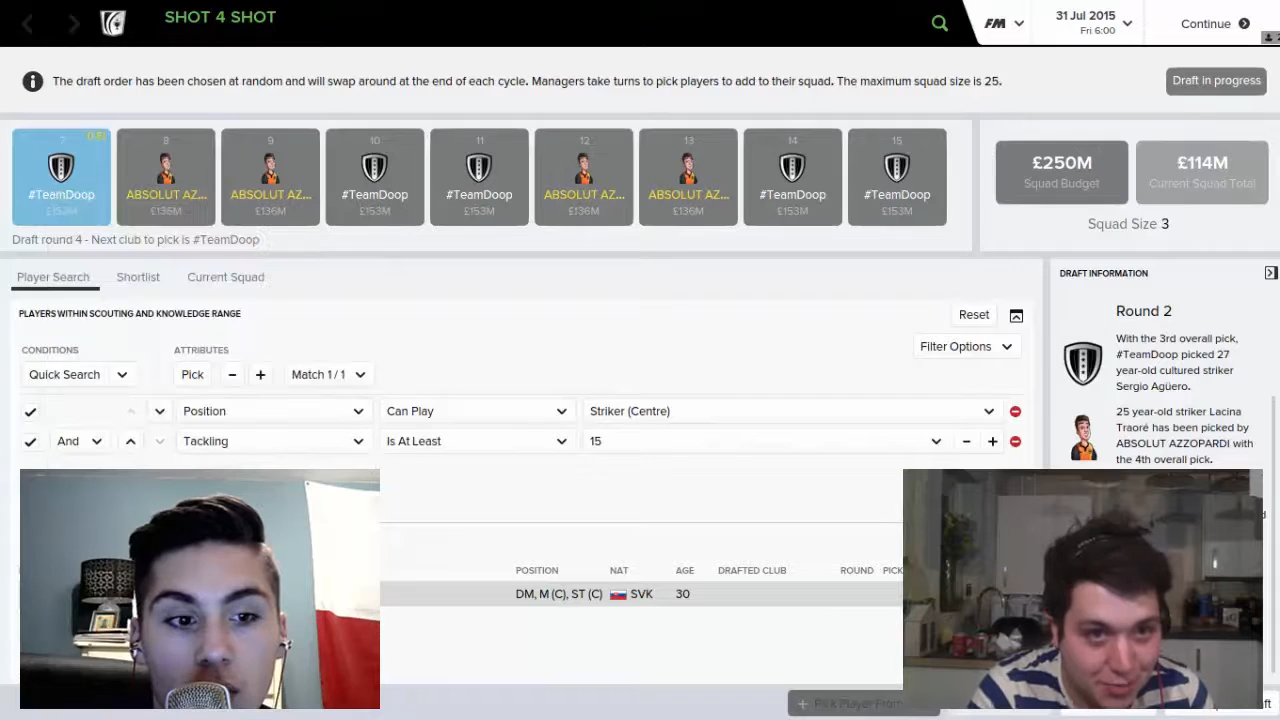 SHOT 4 SHOT
FM
31 Jul 2015
Fri 6:00
Continue
The draft order has been chosen at random and will swap around at the end of each cycle. Managers take turns to pick players to add to their squad. The maximum squad size is 25.
Draft in progress
7 8 9 10 11 12 13 14 15
#TeamDoop ABSOLUT AZ... ABSOLUT AZ... #TeamDoop #TeamDoop ABSOLUT AZ... ABSOLUT AZ... #TeamDoop #TeamDoop
£153M £136M £136M £153M £153M £136M £136M £153M £153M
£250M
Squad Budget
£114M
Current Squad Total
Squad Size 3
Draft round 4 - Next club to pick is #TeamDoop
Player Search Shortlist Current Squad
PLAYERS WITHIN SCOUTING AND KNOWLEDGE RANGE
Reset
CONDITIONS ATTRIBUTES
Filter Options
Quick Search Pick - + Match 1 / 1
Position Can Play Striker (Centre)
And Tackling Is At Least 15 - +
DRAFT INFORMATION
Round 2
With the 3rd overall pick,
#TeamDoop picked 27
year-old cultured striker
Sergio Agüero.
25 year-old striker Lacina
Traoré has been picked by
ABSOLUT AZZOPARDI with
the 4th overall pick.
POSITION NAT AGE DRAFTED CLUB ROUND PICK
DM, M (C), ST (C) SVK 30
+ Pick Player From